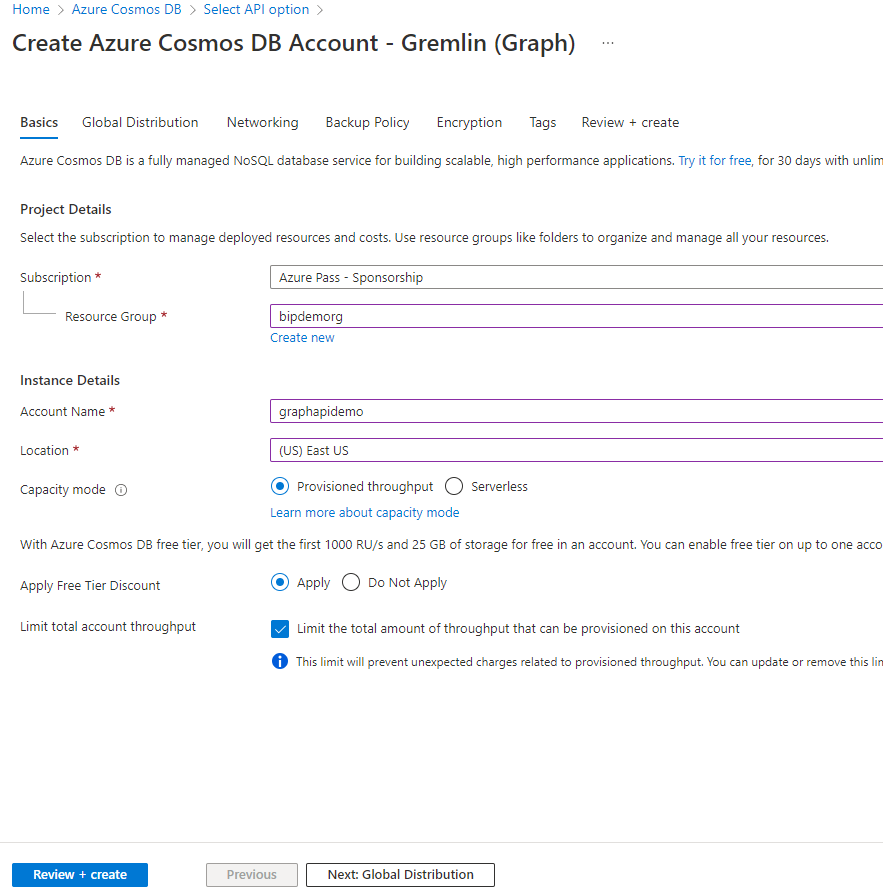 Home > Azure Cosmos DB > Select API option >
Create Azure Cosmos DB Account - Gremlin (Graph) ...
Basics Global Distribution Networking Backup Policy Encryption Tags Review + create
Azure Cosmos DB is a fully managed NoSQL database service for building scalable, high performance applications. Try it for free, for 30 days with unlim
Project Details
Select the subscription to manage deployed resources and costs. Use resource groups like folders to organize and manage all your resources.
Subscription * Azure Pass - Sponsorship
Resource Group * bipdemorg
Create new
Instance Details
Account Name * graphapidemo
Location * (US) East US
Capacity mode Provisioned throughput Serverless
Learn more about capacity mode
With Azure Cosmos DB free tier, you will get the first 1000 RU/s and 25 GB of storage for free in an account. You can enable free tier on up to one acco
Apply Free Tier Discount Apply Do Not Apply
Limit total account throughput Limit the total amount of throughput that can be provisioned on this account
This limit will prevent unexpected charges related to provisioned throughput. You can update or remove this lim
Review + create Previous Next: Global Distribution